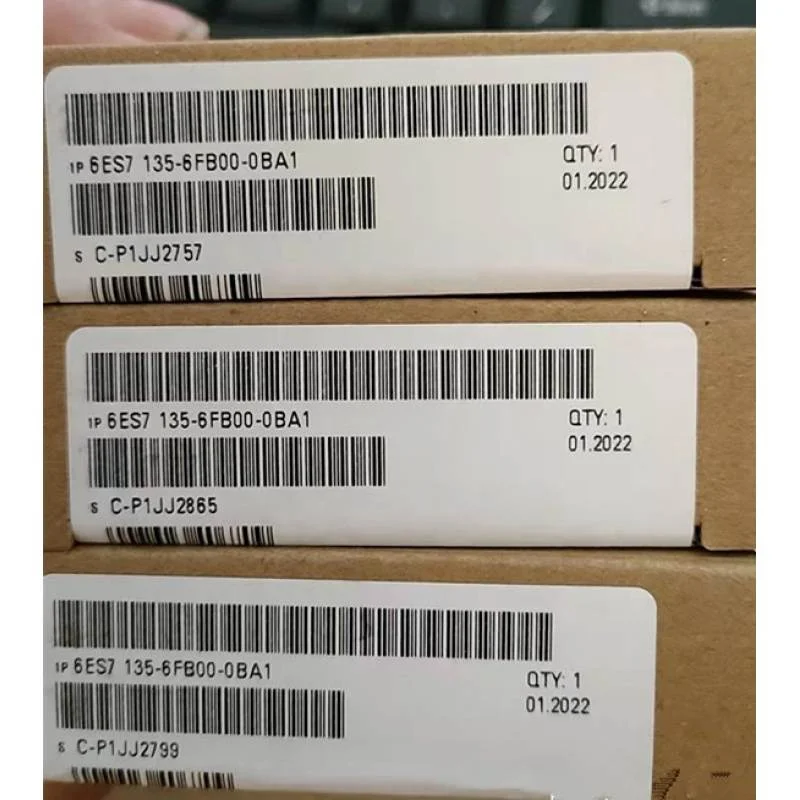 1P 6ES7 135-6FB00-0BA1
QTY: 1
01.2022
S C-P1JJ2757
1P 6ES7 135-6FB00-0BA1
QTY: 1
01.2022
S C-P1JJ2865
1P 6ES7 135-6FB00-0BA1
QTY: 1
01.2022
S C-P1JJ2799